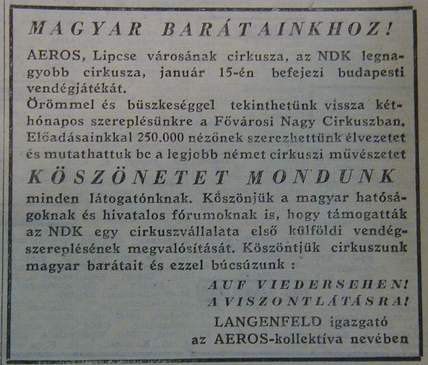 MAGYAR BARÁTAINKHOZ!
AEROS, Lipcse városának cirkusza, az NDK legna-
gyobb cirkusza, január 15-én befejezi budapesti
vendégjátékát.
Örömmel és büszkeséggel tekinthetünk vissza két-
hónapos szereplésünkre a Fővárosi Nagy Cirkuszban.
Előadásainkkal 250.000 nézőnek szerezhettünk élvezetet
és mutathattuk be a legjobb német cirkuszi művészetet
KÖSZÖNETET MONDUNK
minden látogatónknak. Köszönjük a magyar hatósá-
goknak és hivatalos fórumoknak is, hogy támogatták
az NDK egy cirkuszvállalata első külföldi vendég-
szereplésének megvalósítását. Köszöntjük cirkuszunk
magyar barátait és ezzel búcsúzunk :
AUF VIEDERSEHEN!
A VISZONTLÁTÁSRA!
LANGENFELD igazgató
az AEROS-kollektíva nevében